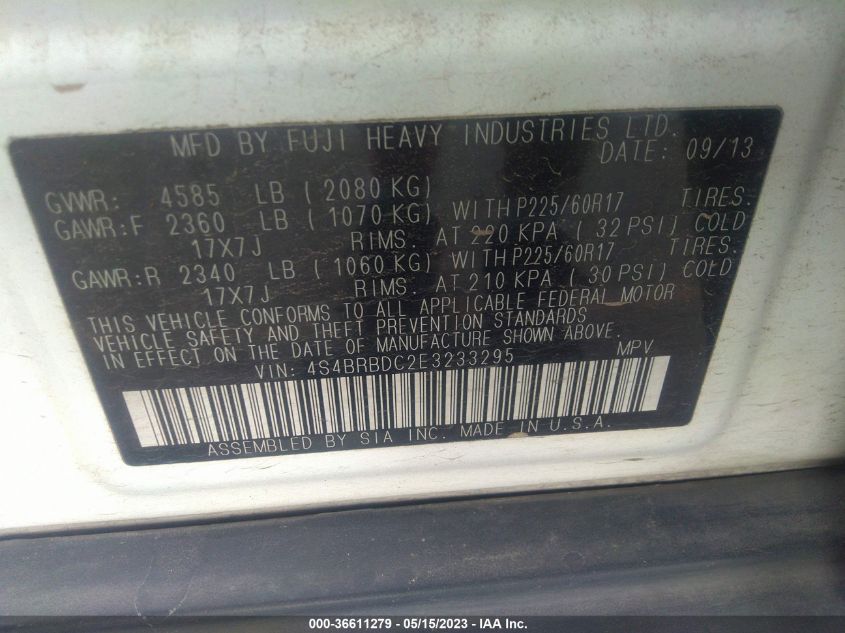 MFD BY FUJI HEAVY INDUSTRIES LTD.
DATE: 09/13
GVWR: 4585 LB (2080 KG)
GAWR:F 2360 LB (1070 KG) WITH P225/60R17 TIRES.
17X7J RIMS. AT 220 KPA ( 32 PSI) COLD
GAWR:R 2340 LB (1060 KG) WITH P225/60R17 TIRES.
17X7J RIMS. AT 210 KPA ( 30 PSI) COLD
THIS VEHICLE CONFORMS TO ALL APPLICABLE FEDERAL MOTOR
VEHICLE SAFETY AND THEFT PREVENTION STANDARDS
IN EFFECT ON THE DATE OF MANUFACTURE SHOWN ABOVE.
VIN: 4S4BRBDC2E3233295 MPV
ASSEMBLED BY SIA INC. MADE IN U.S.A.
000-36611279 - 05/15/2023 - IAA Inc.